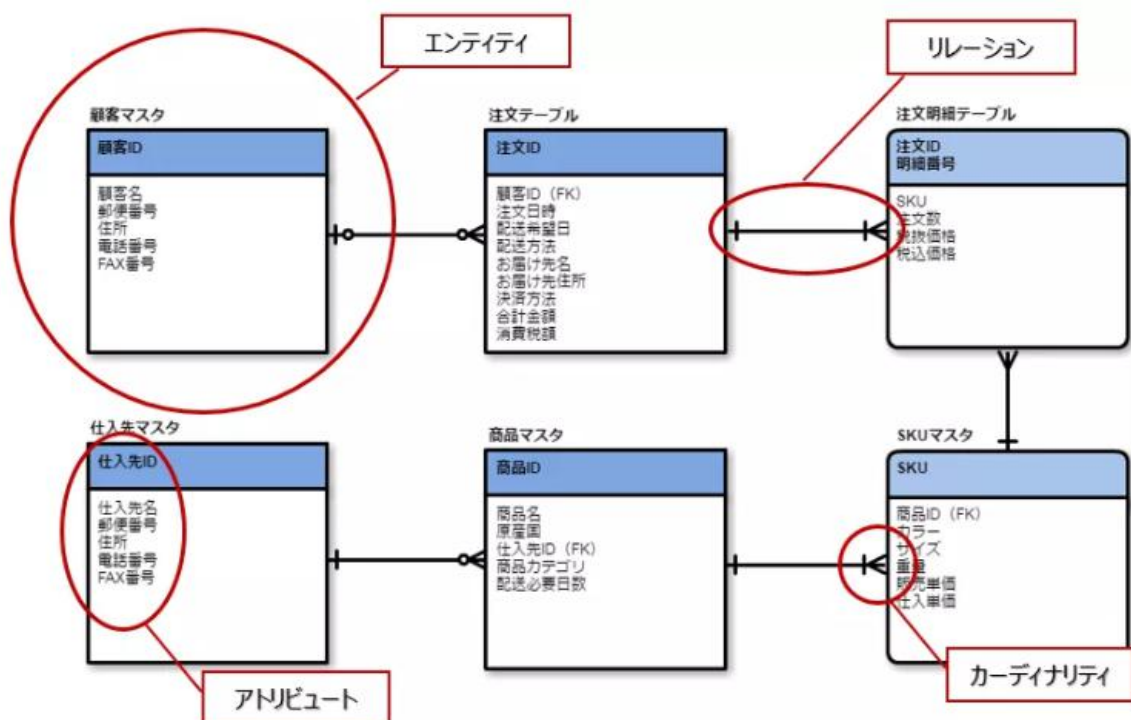 エンティティ
リレーション
顧客マスタ
顧客ID
顧客名
郵便番号
住所
電話番号
FAX番号
注文テーブル
注文ID
顧客ID（FK）
注文日時
配送希望日
配送方法
お届け先名
お届け先住所
決済方法
合計金額
消費税額
注文明細テーブル
注文ID
明細番号
SKU
注文数
税抜価格
税込価格
仕入先マスタ
仕入先ID
仕入先名
郵便番号
住所
電話番号
FAX番号
商品マスタ
商品ID
商品名
原産国
仕入先ID（FK）
商品カテゴリ
配送必要日数
SKUマスタ
SKU
商品ID（FK）
カラー
サイズ
重量
販売単価
仕入単価
アトリビュート
カーディナリティ